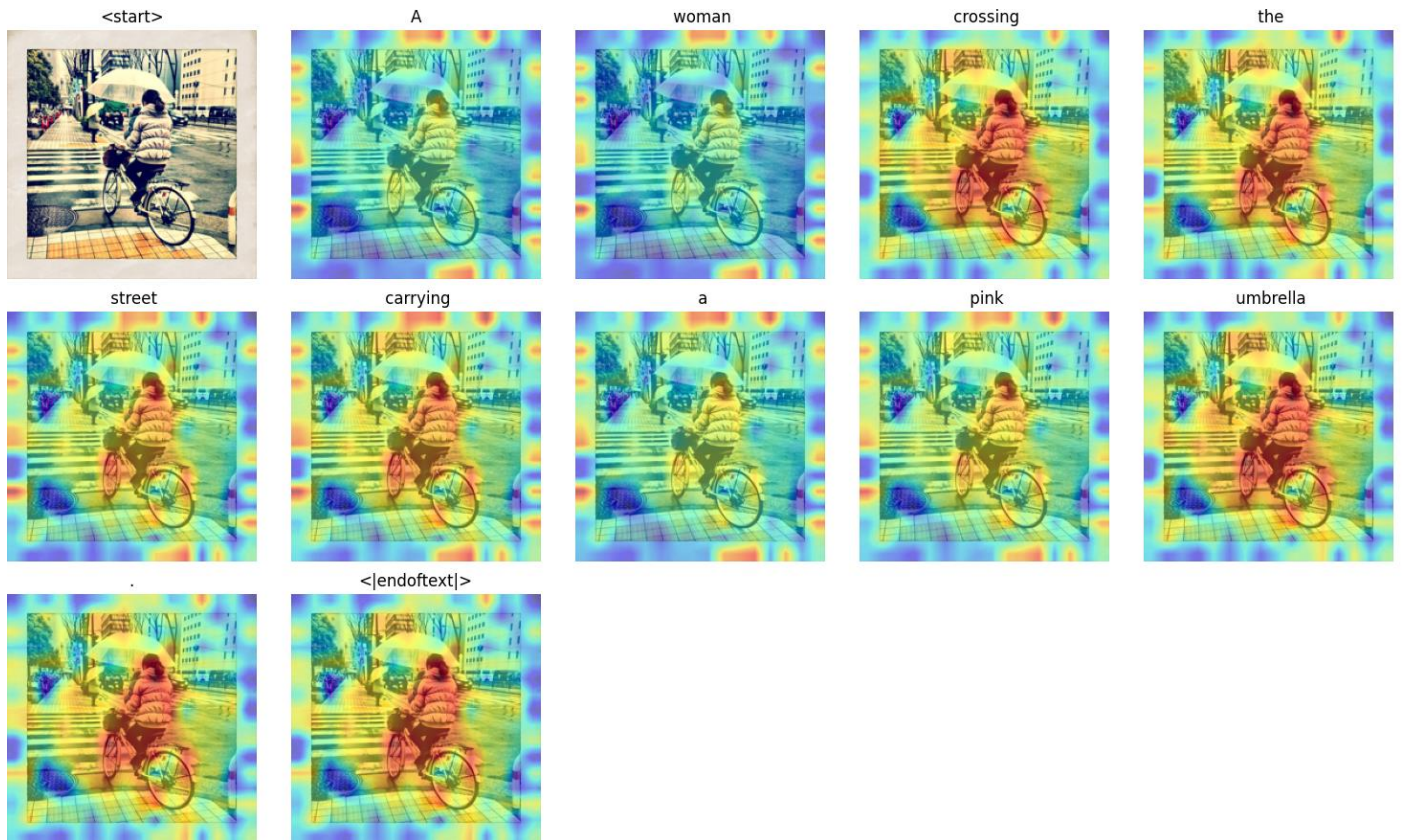 <start> A woman crossing the
street carrying a pink umbrella
. <|endoftext|>